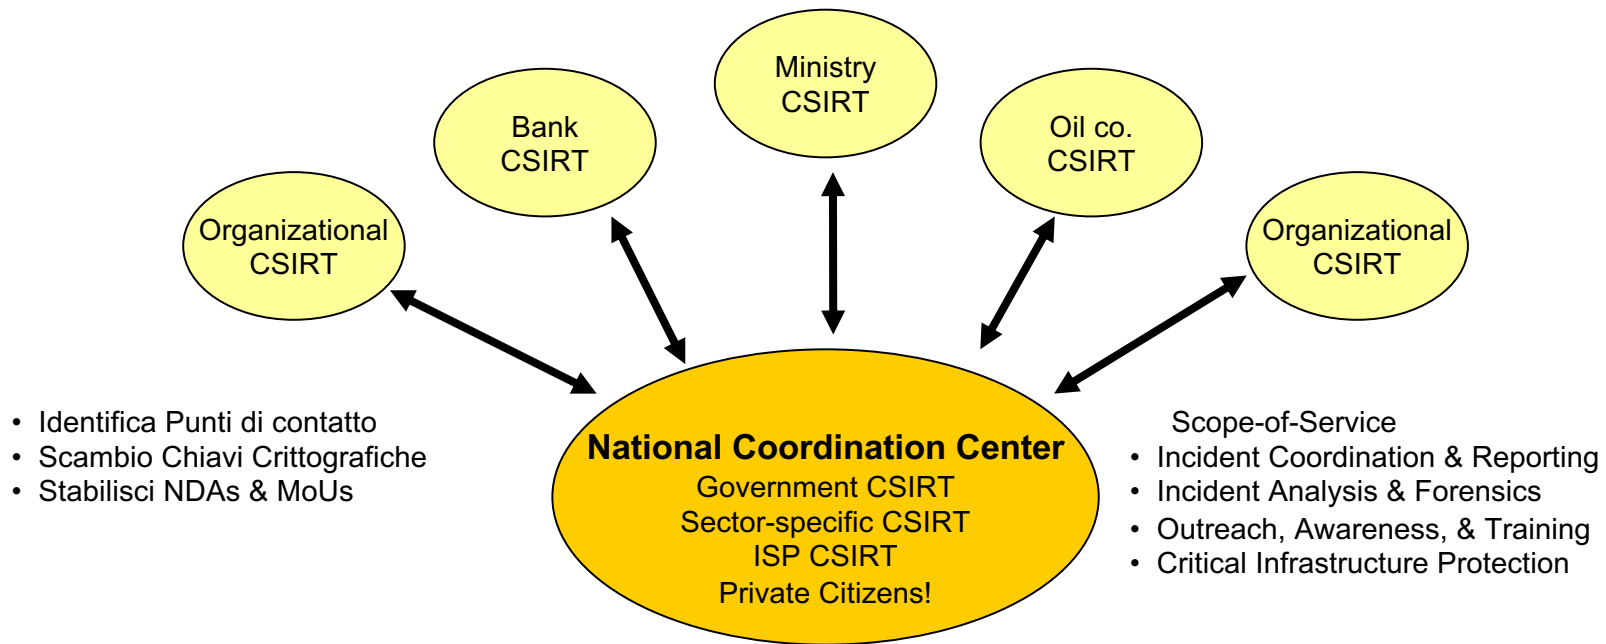 Ministry
CSIRT
Bank
CSIRT
Oil co.
CSIRT
Organizational
CSIRT
Organizational
CSIRT
• Identifica Punti di contatto
• Scambio Chiavi Crittografiche
• Stabilisci NDAs & MoUs
National Coordination Center
Government CSIRT
Sector-specific CSIRT
ISP CSIRT
Private Citizens!
Scope-of-Service
• Incident Coordination & Reporting
• Incident Analysis & Forensics
• Outreach, Awareness, & Training
• Critical Infrastructure Protection